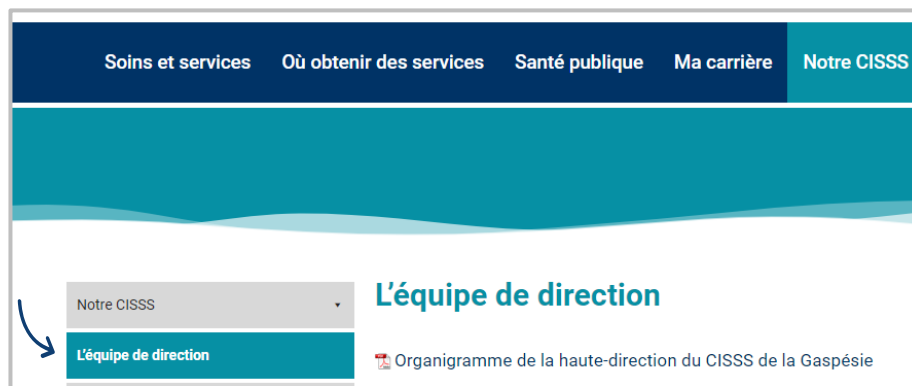 Soins et services Où obtenir des services Santé publique Ma carrière Notre CISSS
Notre CISSS
L'équipe de direction
L'équipe de direction
Organigramme de la haute-direction du CISSS de la Gaspésie